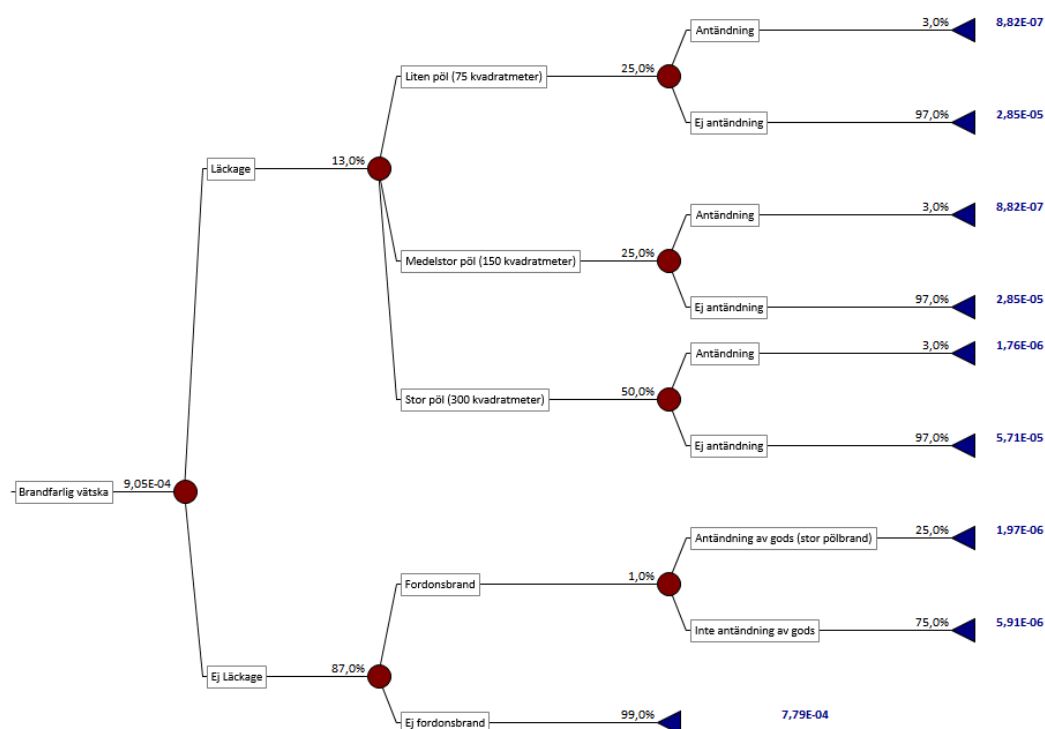 Antändning 3,0% 8,82E-07
Liten pöl (75 kvadratmeter) 25,0%
Ej antändning 97,0% 2,85E-05
Läckage 13,0%
Antändning 3,0% 8,82E-07
Medelstor pöl (150 kvadratmeter) 25,0%
Ej antändning 97,0% 2,85E-05
Antändning 3,0% 1,76E-06
Stor pöl (300 kvadratmeter) 50,0%
Ej antändning 97,0% 5,71E-05
Brandfarlig vätska 9,05E-04
Antändning av gods (stor pölbrand) 25,0% 1,97E-06
Fordonsbrand 1,0%
Inte antändning av gods 75,0% 5,91E-06
Ej Läckage 87,0%
Ej fordonsbrand 99,0% 7,79E-04